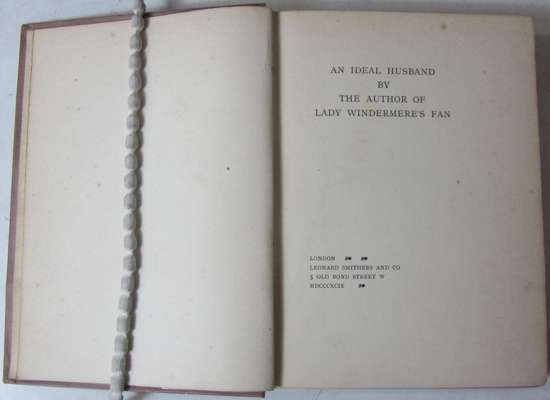 AN IDEAL HUSBAND
BY
THE AUTHOR OF
LADY WINDERMERE'S FAN
LONDON
LEONARD SMITHERS AND CO
5 OLD BOND STREET W
MDCCCXCIX